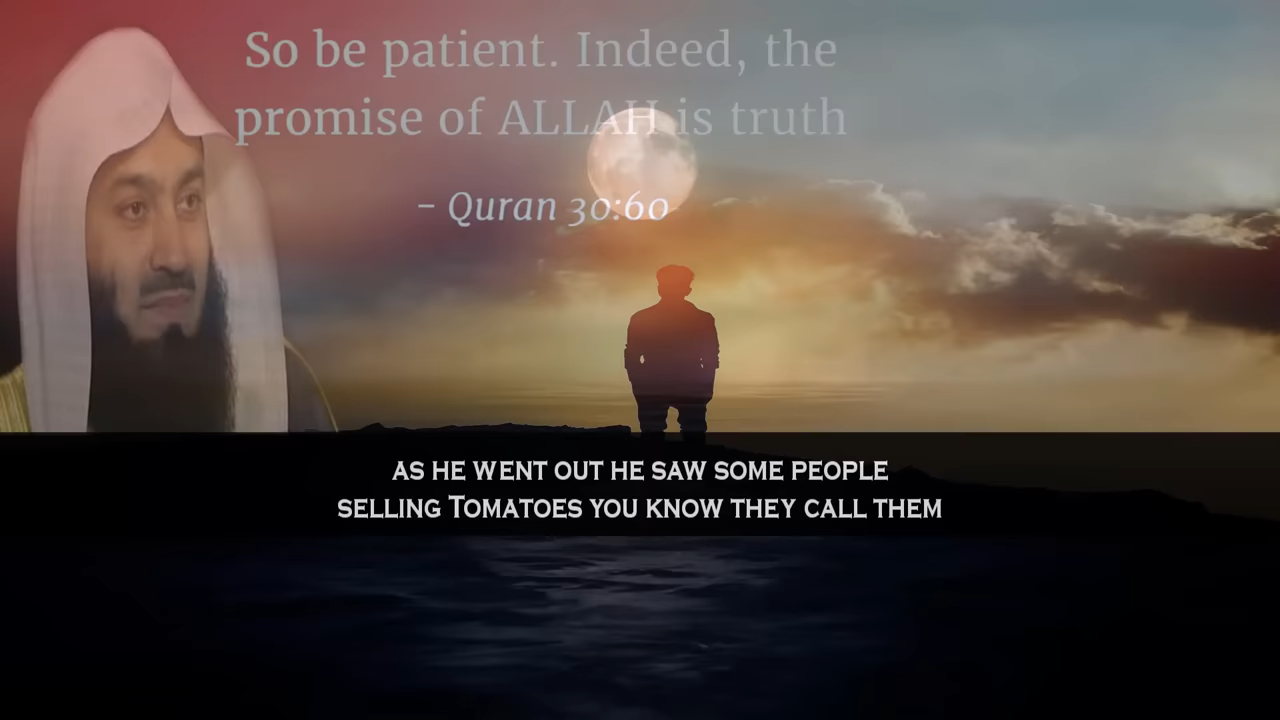 So be patient. Indeed, the
promise of ALLAH is truth
– Quran 30:60
AS HE WENT OUT HE SAW SOME PEOPLE
SELLING TOMATOES YOU KNOW THEY CALL THEM